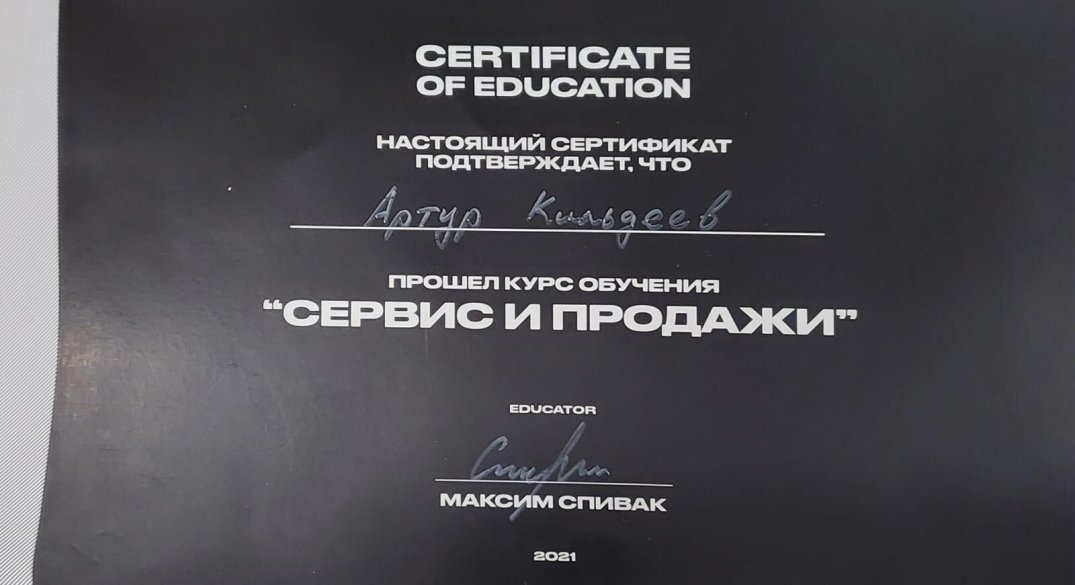 CERTIFICATE
OF EDUCATION
НАСТОЯЩИЙ СЕРТИФИКАТ
ПОДТВЕРЖДАЕТ, ЧТО
Артур Кильдеев
ПРОШЕЛ КУРС ОБУЧЕНИЯ
“СЕРВИС И ПРОДАЖИ”
EDUCATOR
МАКСИМ СПИВАК
2021